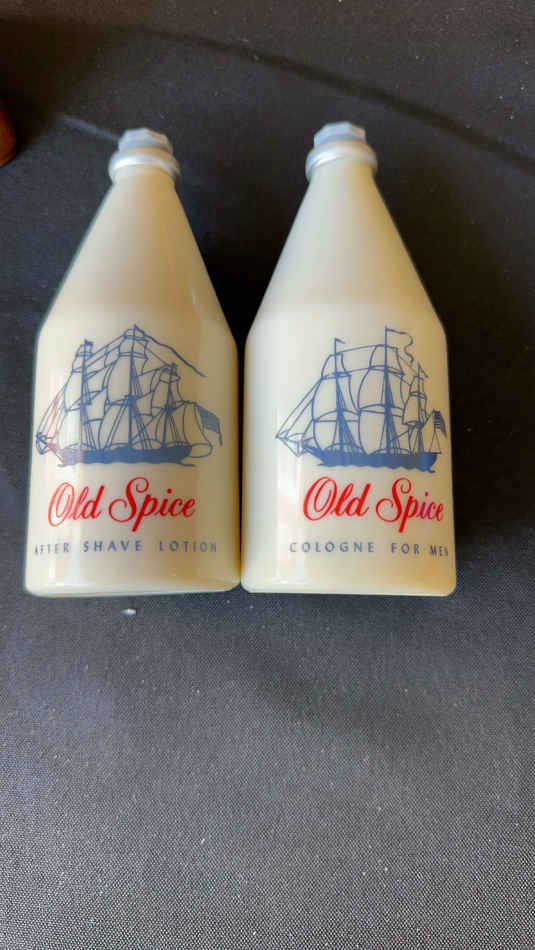 Old Spice
AFTER SHAVE LOTION
Old Spice
COLOGNE FOR MEN